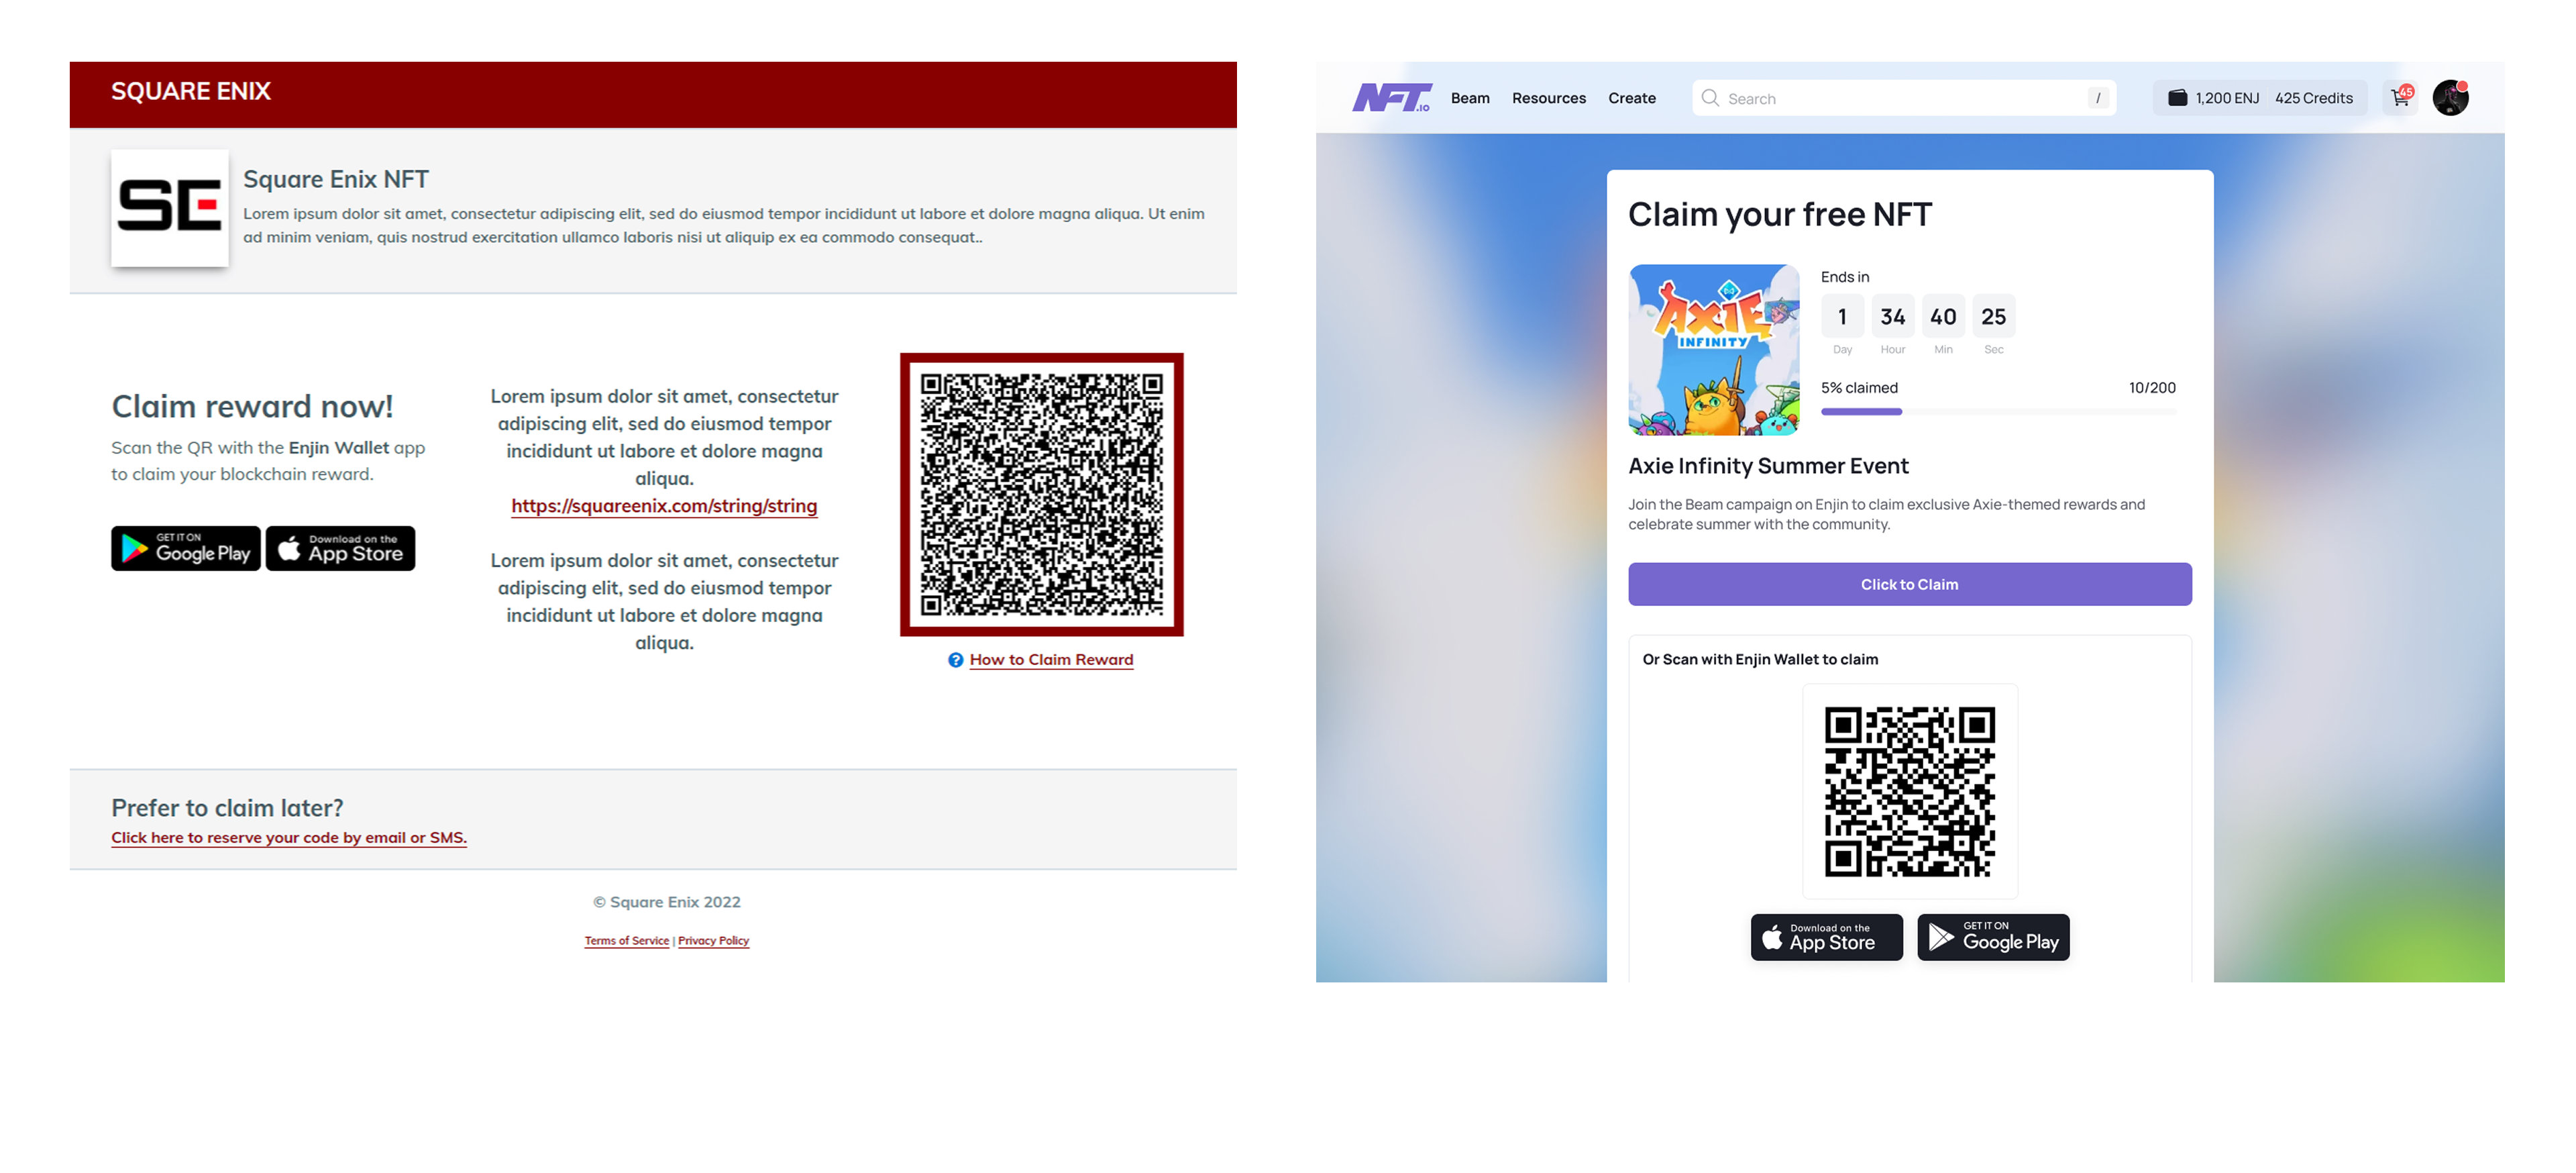 SQUARE ENIX
SE
Square Enix NFT
Lorem ipsum dolor sit amet, consectetur adipiscing elit, sed do eiusmod tempor incididunt ut labore et dolore magna aliqua. Ut enim
ad minim veniam, quis nostrud exercitation ullamco laboris nisi ut aliquip ex ea commodo consequat..
Claim reward now!
Scan the QR with the Enjin Wallet app
to claim your blockchain reward.
GET IT ON
Google Play
Download on the
App Store
Lorem ipsum dolor sit amet, consectetur
adipiscing elit, sed do eiusmod tempor
incididunt ut labore et dolore magna
aliqua.
https://squareenix.com/string/string
Lorem ipsum dolor sit amet, consectetur
adipiscing elit, sed do eiusmod tempor
incididunt ut labore et dolore magna
aliqua.
? How to Claim Reward
Prefer to claim later?
Click here to reserve your code by email or SMS.
© Square Enix 2022
Terms of Service | Privacy Policy
NFT.IO Beam Resources Create Search / 1,200 ENJ 425 Credits 45
Claim your free NFT
AXIE
INFINITY
Ends in
1 34 40 25
Day Hour Min Sec
5% claimed 10/200
Axie Infinity Summer Event
Join the Beam campaign on Enjin to claim exclusive Axie-themed rewards and
celebrate summer with the community.
Click to Claim
Or Scan with Enjin Wallet to claim
Download on the
App Store
GET IT ON
Google Play